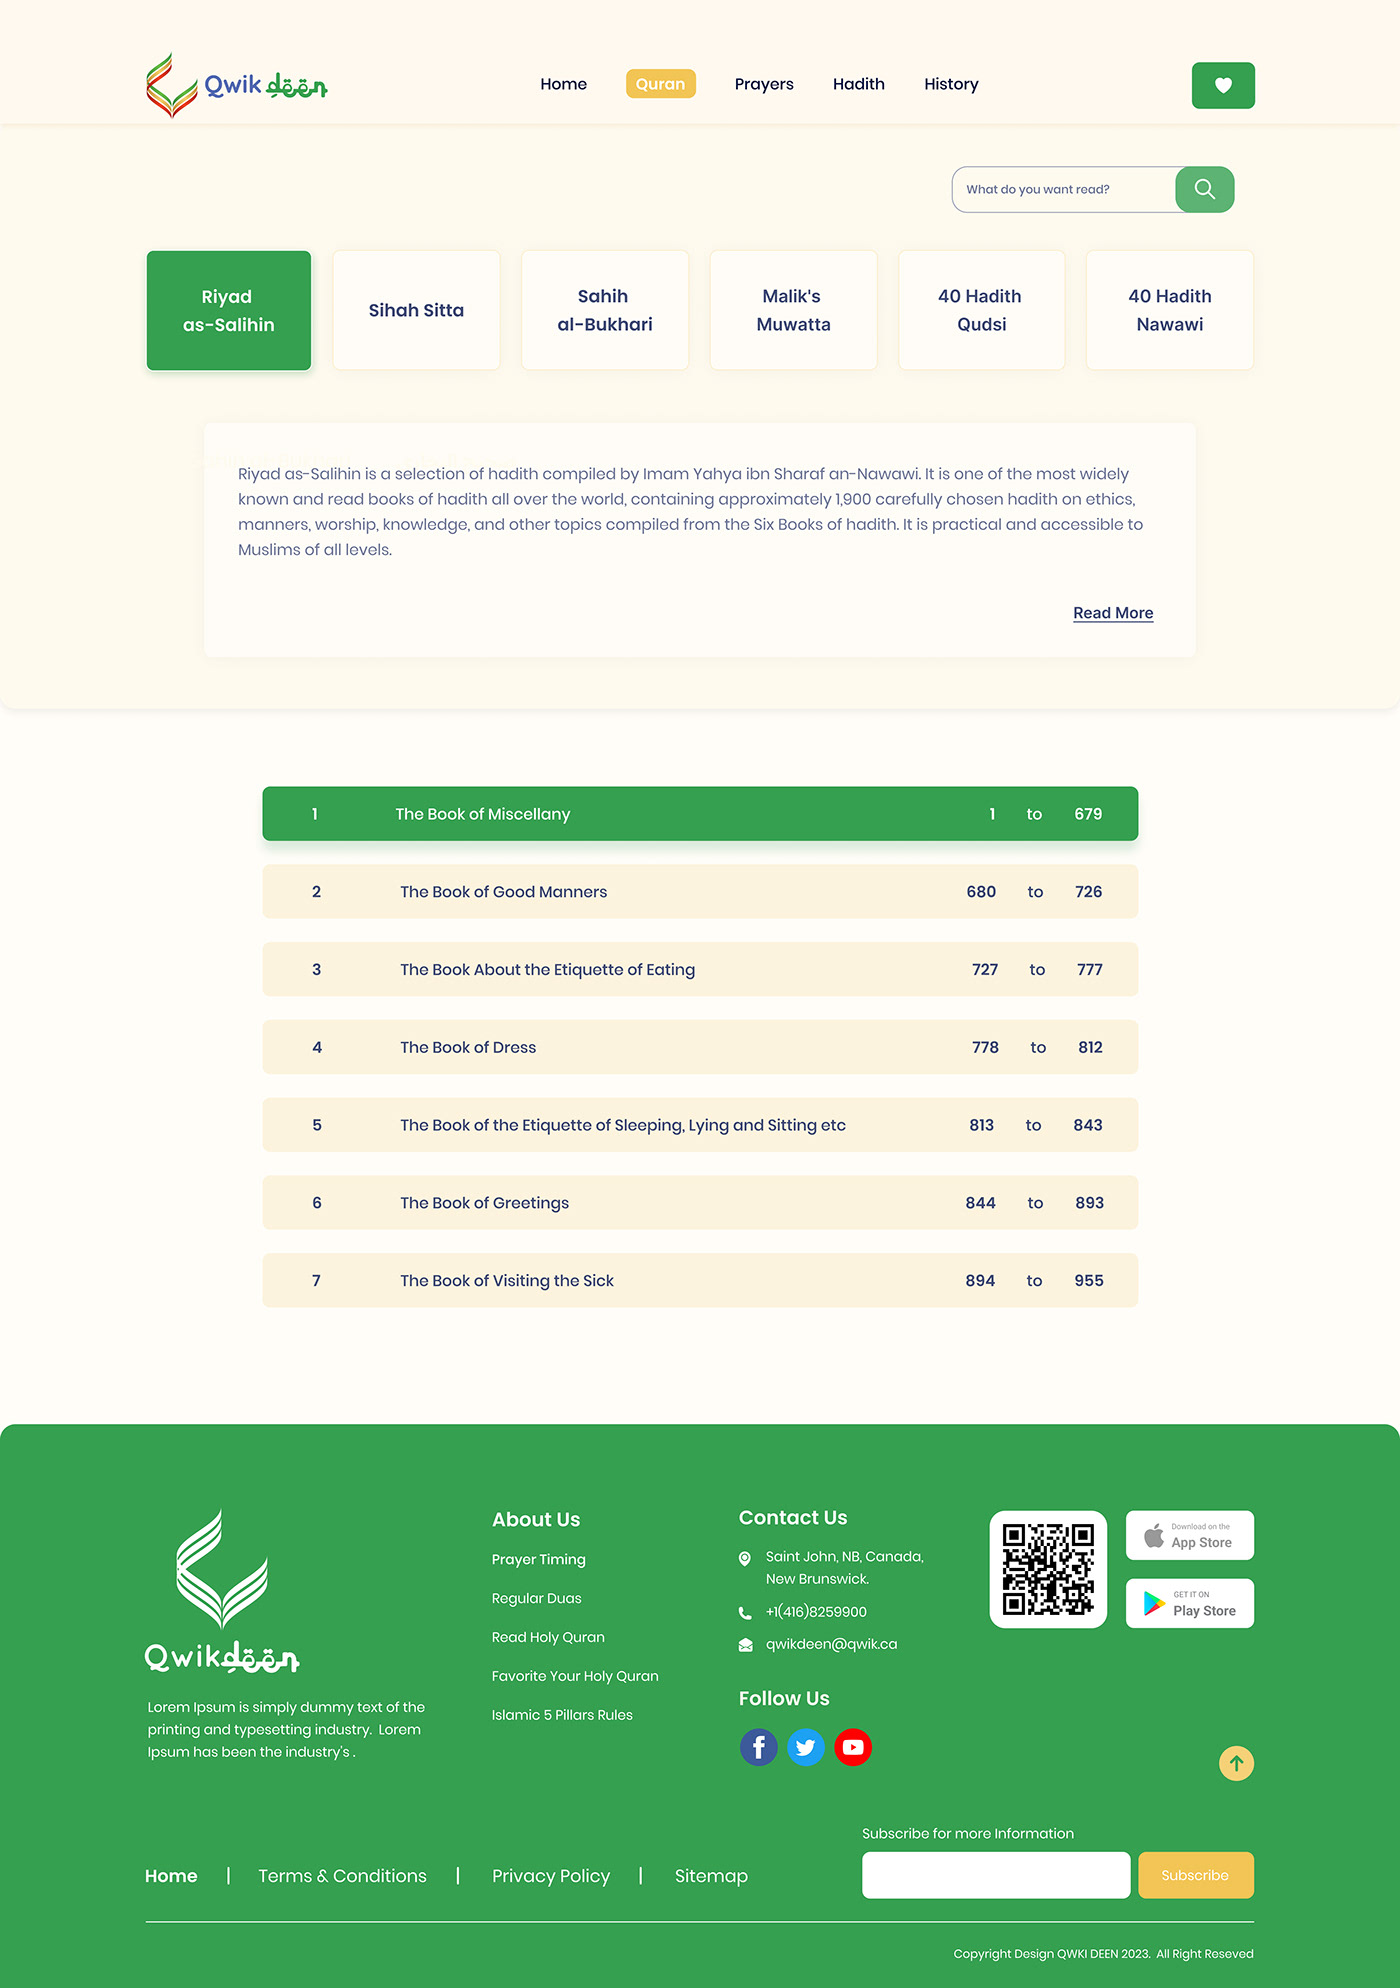 Qwik deen
Home
Quran
Prayers
Hadith
History
What do you want read?
Riyad
as-Salihin
Sihah Sitta
Sahih
al-Bukhari
Malik's
Muwatta
40 Hadith
Qudsi
40 Hadith
Nawawi
Riyad as-Salihin is a selection of hadith compiled by Imam Yahya ibn Sharaf an-Nawawi. It is one of the most widely
known and read books of hadith all over the world, containing approximately 1,900 carefully chosen hadith on ethics,
manners, worship, knowledge, and other topics compiled from the Six Books of hadith. It is practical and accessible to
Muslims of all levels.
Read More
1 The Book of Miscellany 1 to 679
2 The Book of Good Manners 680 to 726
3 The Book About the Etiquette of Eating 727 to 777
4 The Book of Dress 778 to 812
5 The Book of the Etiquette of Sleeping, Lying and Sitting etc 813 to 843
6 The Book of Greetings 844 to 893
7 The Book of Visiting the Sick 894 to 955
Qwikdeen
Lorem Ipsum is simply dummy text of the
printing and typesetting industry. Lorem
Ipsum has been the industry's .
About Us
Prayer Timing
Regular Duas
Read Holy Quran
Favorite Your Holy Quran
Islamic 5 Pillars Rules
Contact Us
Saint John, NB, Canada,
New Brunswick.
+1(416)8259900
qwikdeen@qwik.ca
Follow Us
Download on the
App Store
GET IT ON
Play Store
Subscribe for more Information
Subscribe
Home | Terms & Conditions | Privacy Policy | Sitemap
Copyright Design QWKI DEEN 2023. All Right Reseved